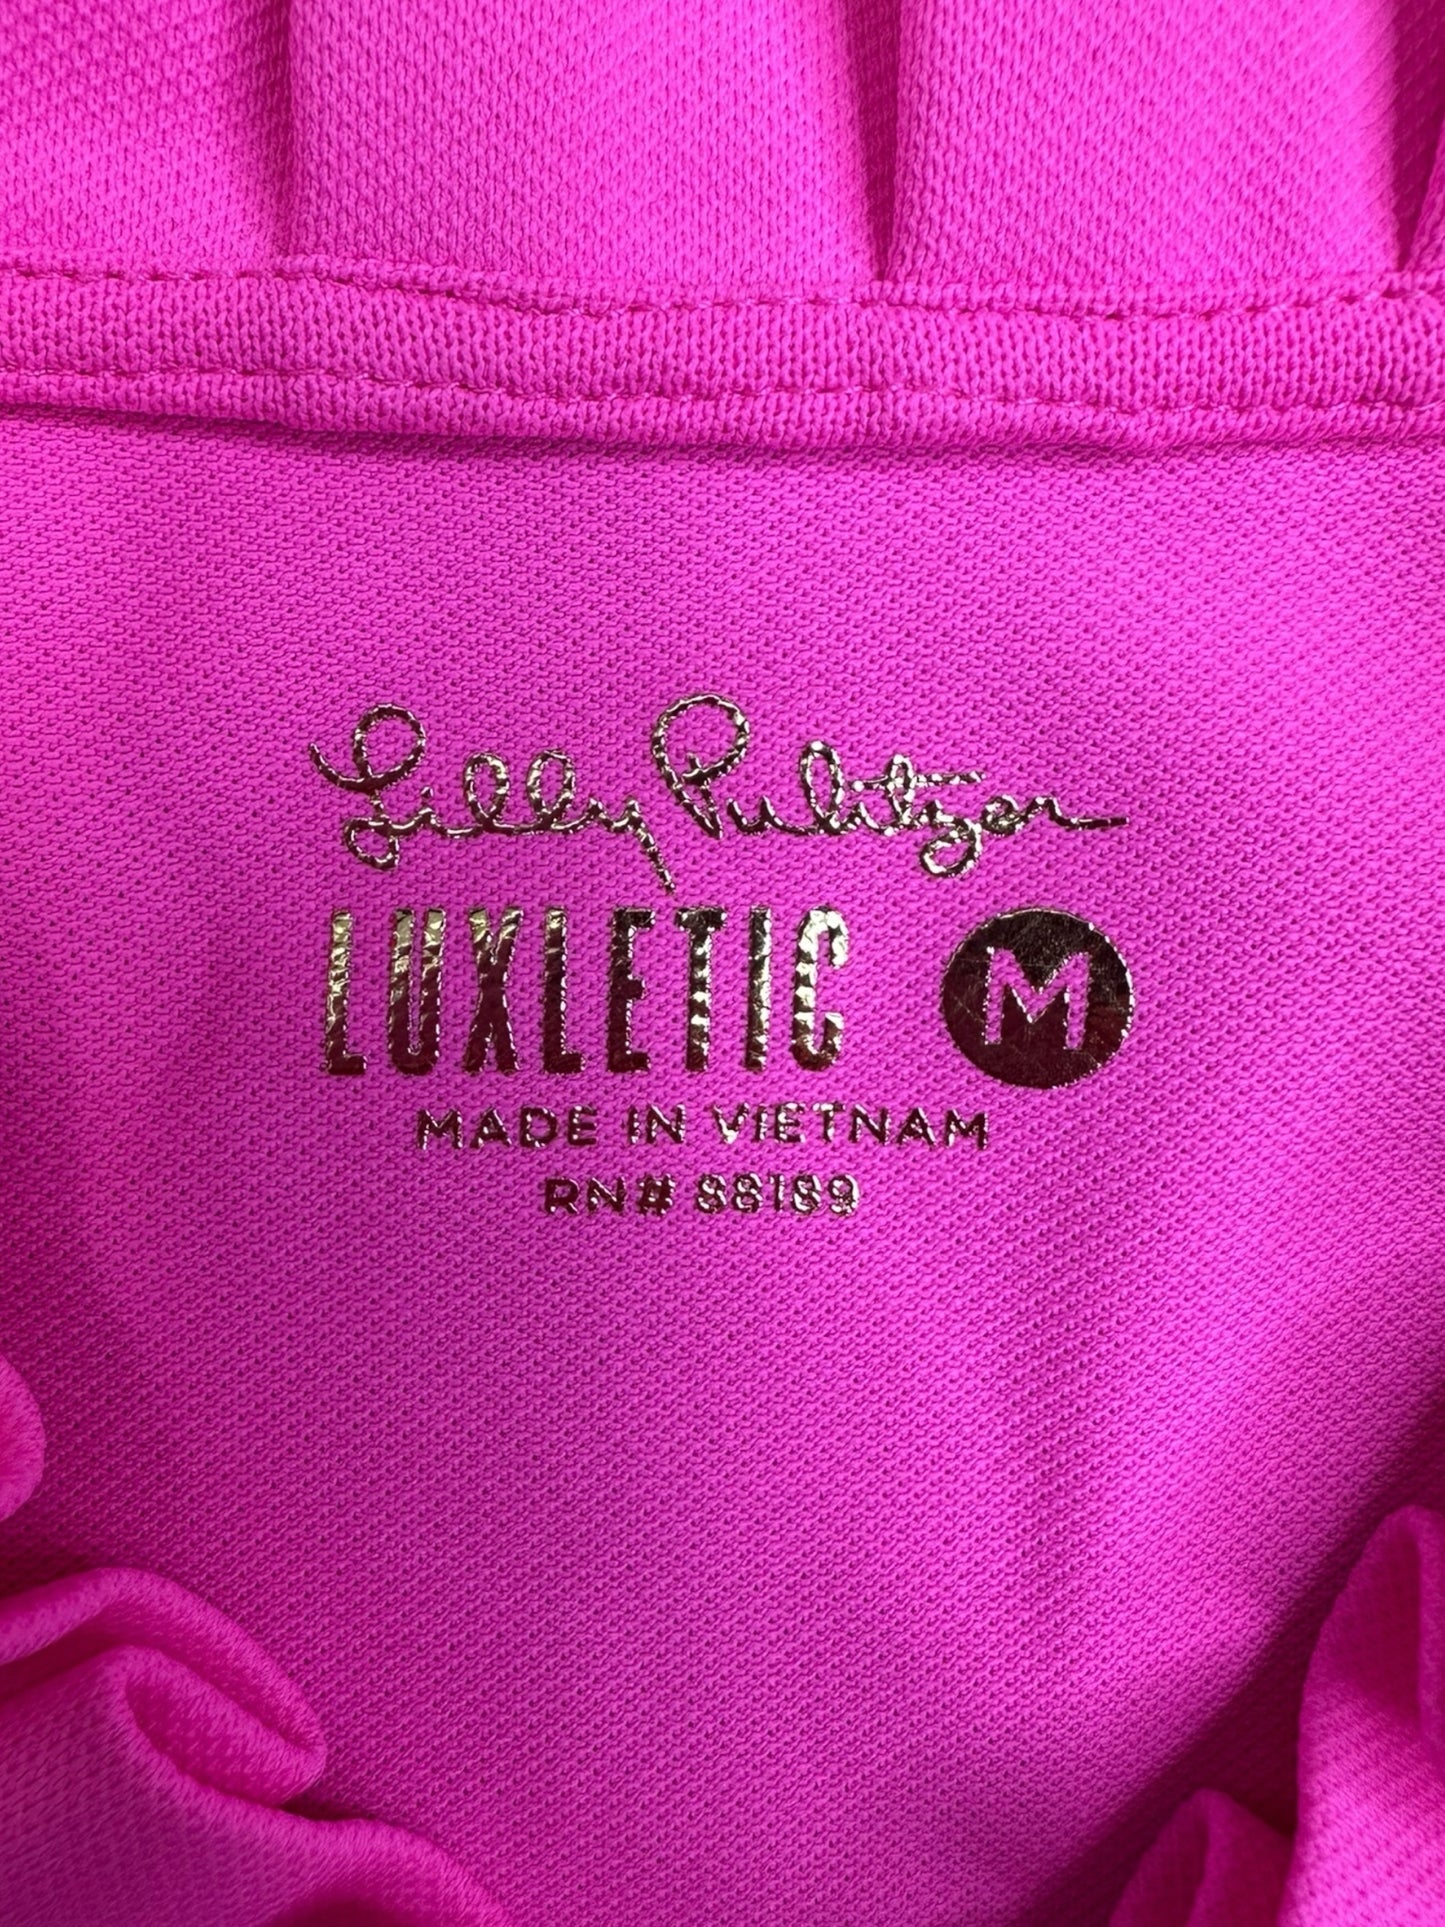 Lilly Pulitzer
LUXLETIC M
MADE IN VIETNAM
RN# 88189